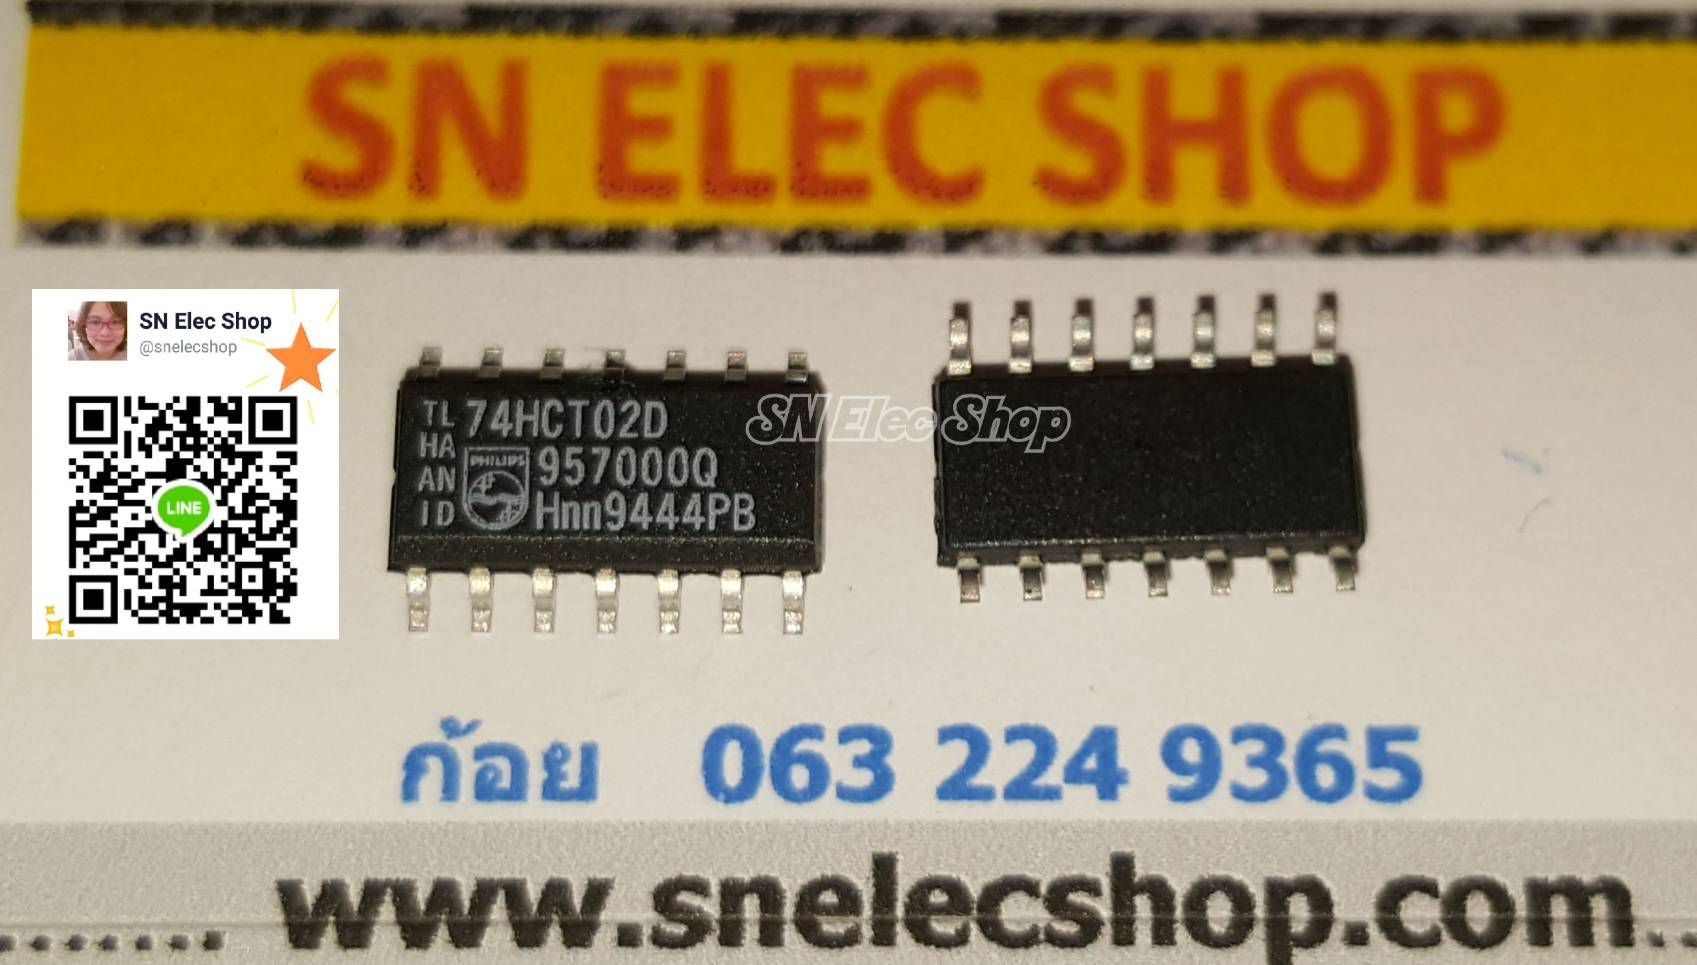 SN ELEC SHOP
SN Elec Shop
@snelecshop
LINE
TL 74HCT02D
HA
AN PHILIPS 957000Q
ID Hnn9444PB
SN Elec Shop
ก้อย 063 224 9365
www.snelecshop.com